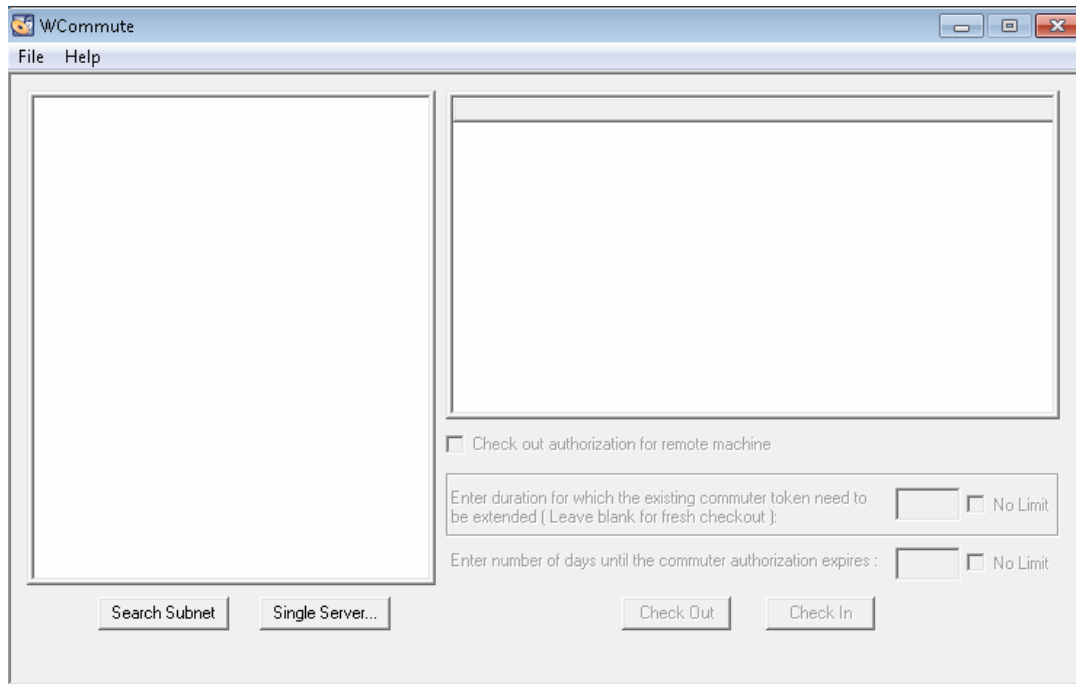 WCommute
File Help
Check out authorization for remote machine
Enter duration for which the existing commuter token need to
be extended ( Leave blank for fresh checkout ):
No Limit
Enter number of days until the commuter authorization expires :
No Limit
Search Subnet
Single Server...
Check Out
Check In